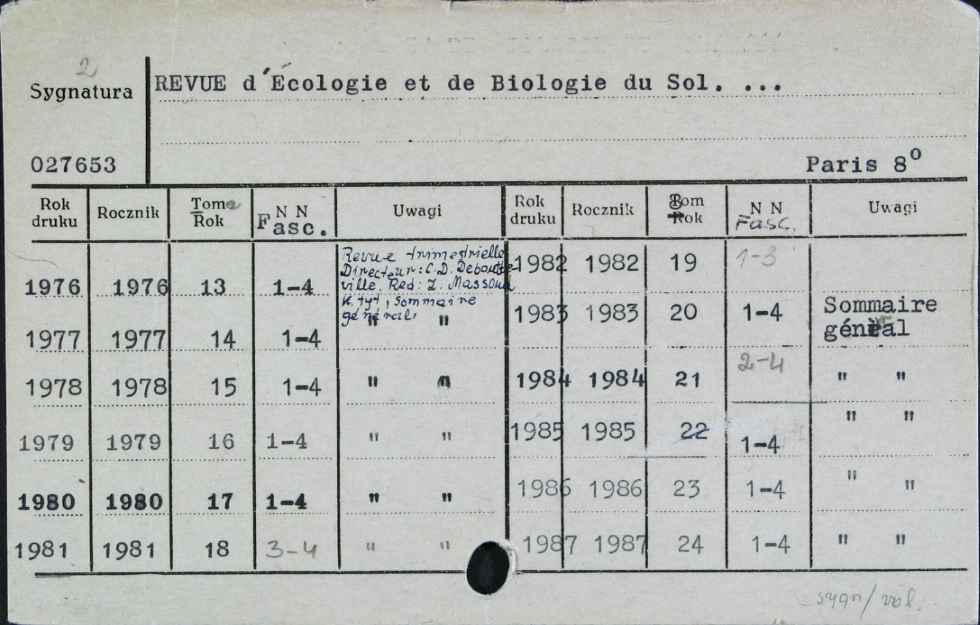 2
Sygnatura
REVUE d'Écologie et de Biologie du Sol. ...
027653
Paris 8°
Rok druku Rocznik Tome Rok N N Fasc. Uwagi Rok druku Rocznik Tom Rok N N Fasc. Uwagi
Revue trimestrielle
Directeur: C.D. Deboutte-
ville. Red: Z. Massoud
K. tyt, sommaire
général.
1976 1976 13 1-4
1977 1977 14 1-4 " "
1978 1978 15 1-4 " "
1979 1979 16 1-4 " "
1980 1980 17 1-4 " "
1981 1981 18 3-4 " "
1982 1982 19 1-3
1983 1983 20 1-4 Sommaire
général
1984 1984 21 2-4 " "
1985 1985 22 1-4 " "
1986 1986 23 1-4 " "
1987 1987 24 1-4 " "
sygn/vol.